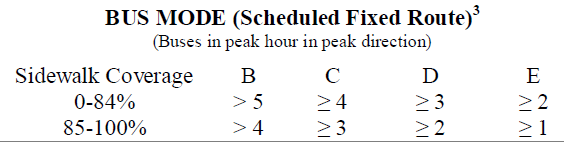 BUS MODE (Scheduled Fixed Route)³
(Buses in peak hour in peak direction)
Sidewalk Coverage B C D E
0-84% > 5 ≥ 4 ≥ 3 ≥ 2
85-100% > 4 ≥ 3 ≥ 2 ≥ 1